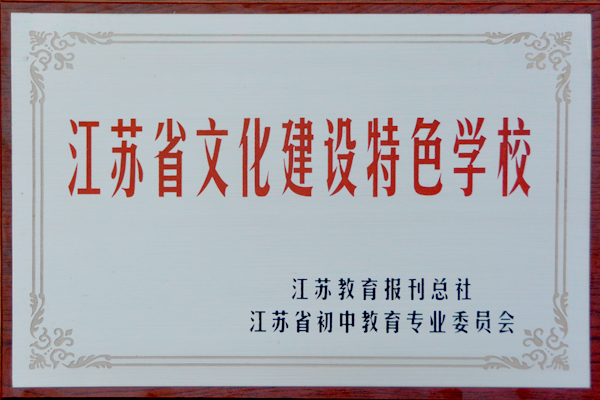 江苏省文化建设特色学校
江苏教育报刊总社
江苏省初中教育专业委员会